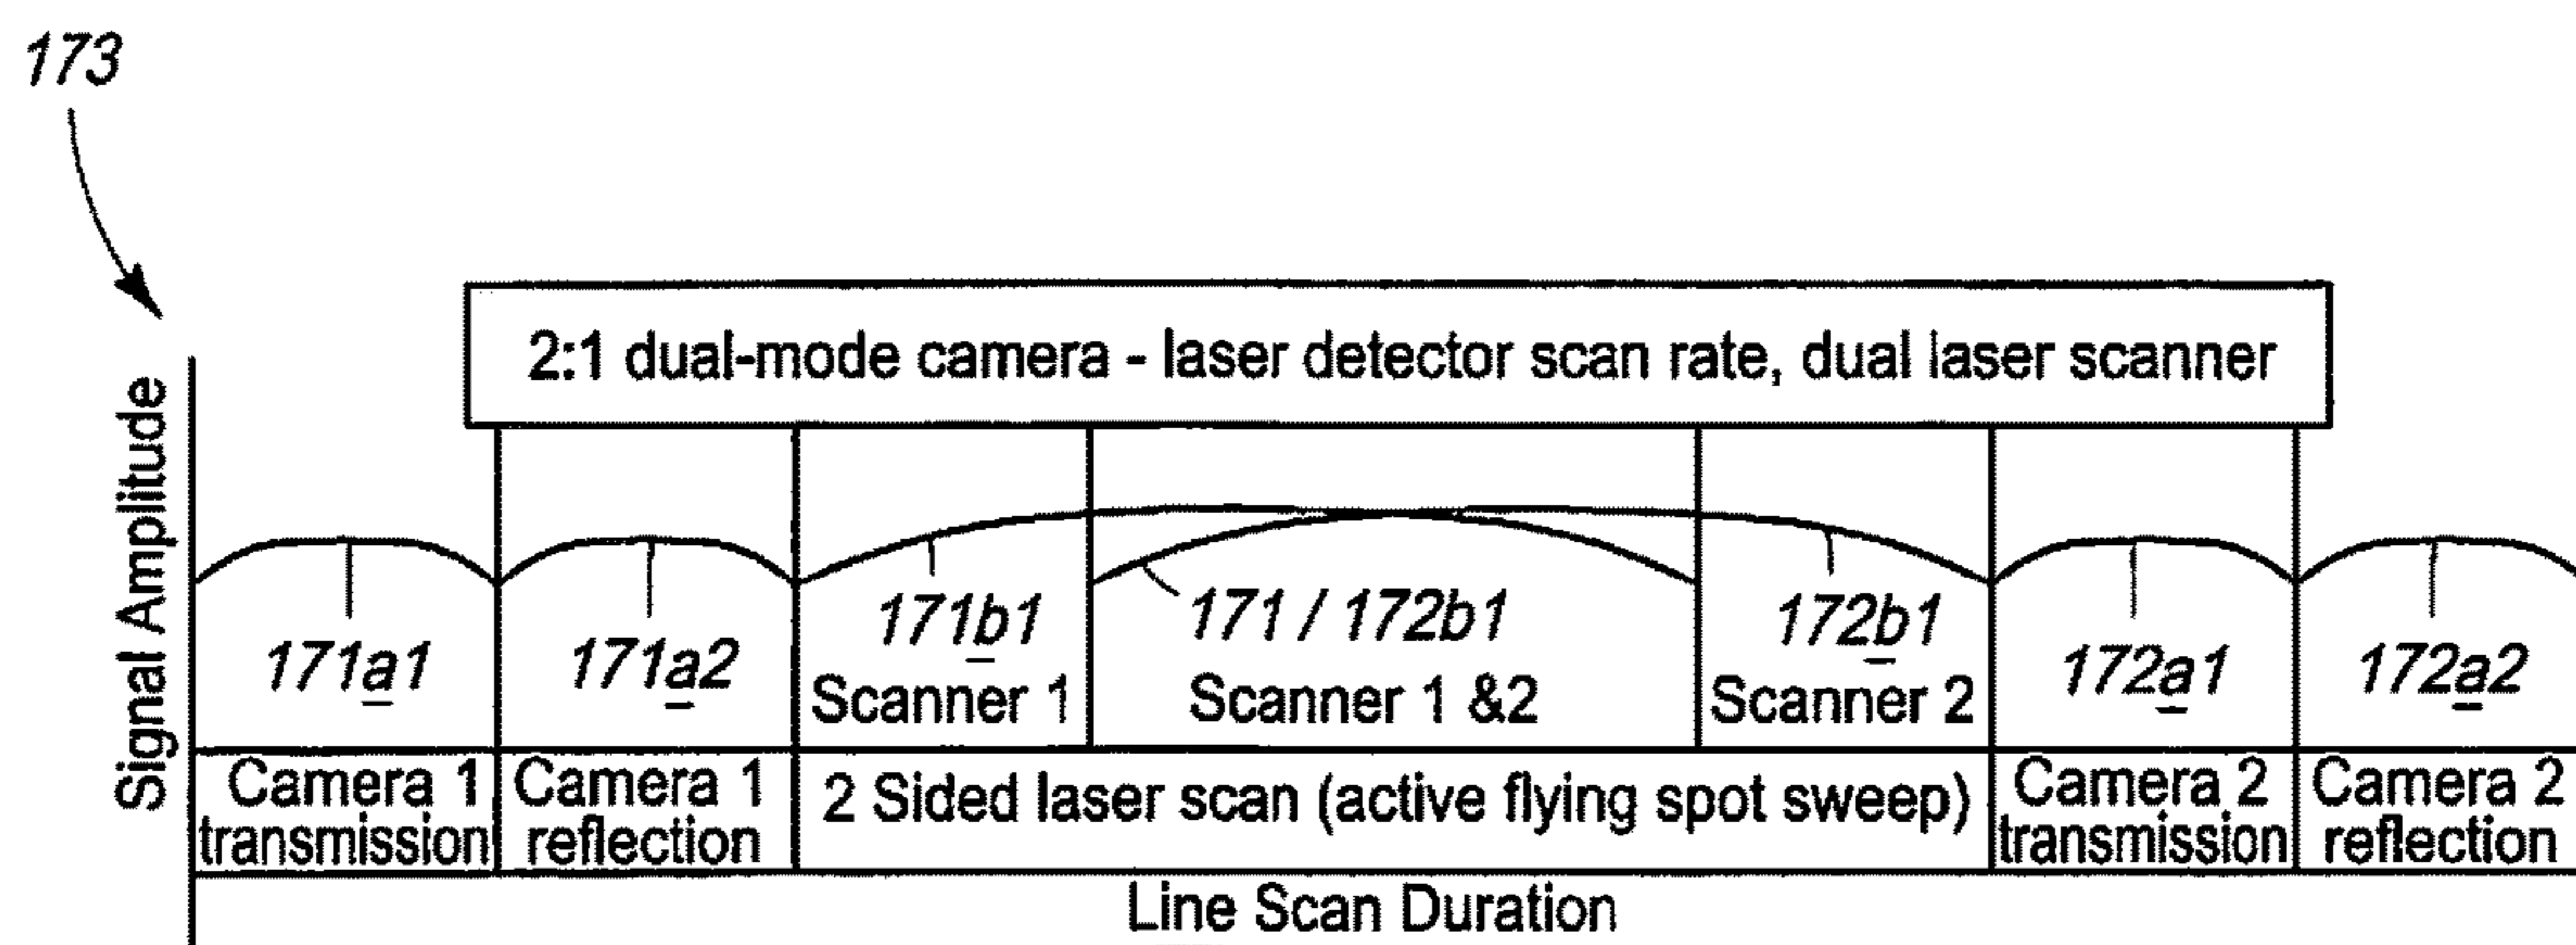 173
2:1 dual-mode camera - laser detector scan rate, dual laser scanner
Signal Amplitude
171a1
171a2
171b1
Scanner 1
171 / 172b1
Scanner 1 &2
172b1
Scanner 2
172a1
172a2
Camera 1
transmission
Camera 1
reflection
2 Sided laser scan (active flying spot sweep)
Camera 2
transmission
Camera 2
reflection
Line Scan Duration